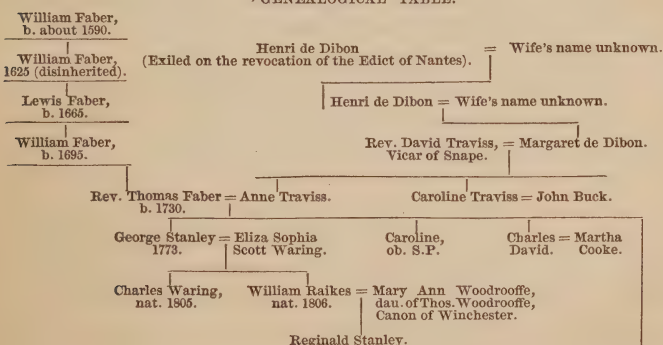 GENEALOGICAL TABLE.
William Faber,
b. about 1590.
William Faber,
1625 (disinherited).
Henri de Dibon = Wife's name unknown.
(Exiled on the revocation of the Edict of Nantes).
Lewis Faber,
b. 1665.
Henri de Dibon = Wife's name unknown.
William Faber,
b. 1695.
Rev. David Traviss, = Margaret de Dibon.
Vicar of Snape.
Rev. Thomas Faber = Anne Traviss.
b. 1730.
Caroline Traviss = John Buck.
George Stanley = Eliza Sophia
1773. Scott Waring.
Caroline,
ob. S.P.
Charles = Martha
David. Cooke.
Charles Waring,
nat. 1805.
William Raikes = Mary Ann Woodrooffe,
nat. 1806. dau. of Thos. Woodrooffe,
Canon of Winchester.
Reginald Stanley.